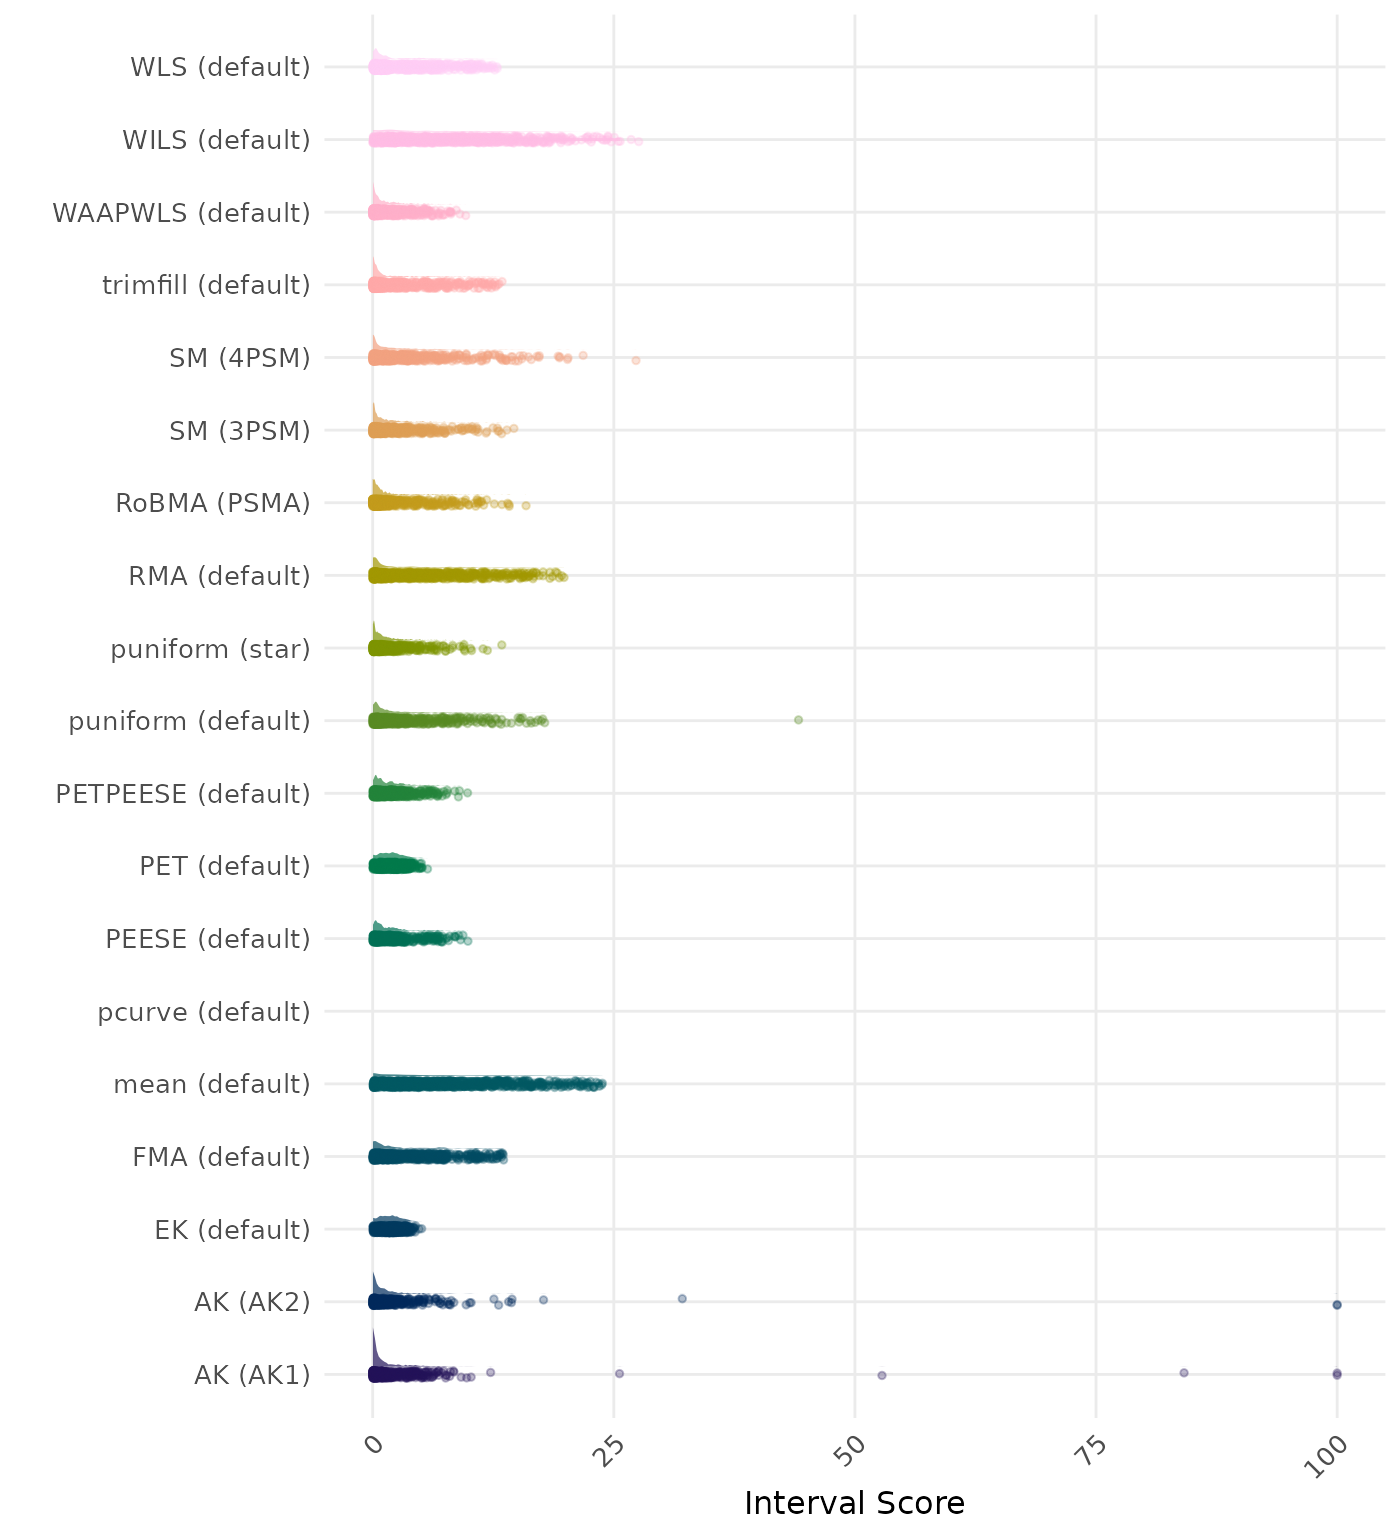 WLS (default)
WILS (default)
WAAPWLS (default)
trimfill (default)
SM (4PSM)
SM (3PSM)
RoBMA (PSMA)
RMA (default)
puniform (star)
puniform (default)
PETPEESE (default)
PET (default)
PEESE (default)
pcurve (default)
mean (default)
FMA (default)
EK (default)
AK (AK2)
AK (AK1)
0 25 50 75 100
Interval Score